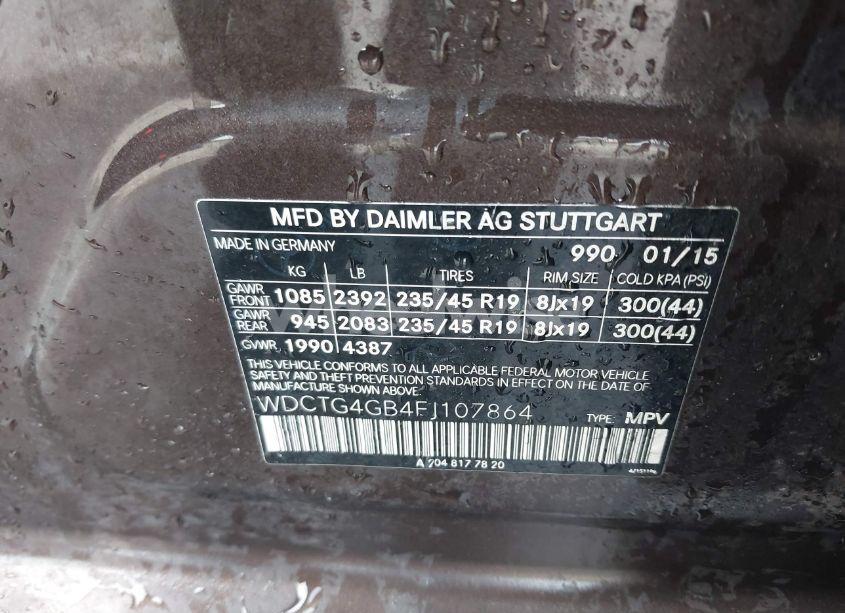 MFD BY DAIMLER AG STUTTGART
MADE IN GERMANY 990 01/15
KG LB TIRES RIM SIZE COLD KPA (PSI)
GAWR FRONT 1085 2392 235/45 R19 8Jx19 300(44)
GAWR REAR 945 2083 235/45 R19 8Jx19 300(44)
GVWR 1990 4387
THIS VEHICLE CONFORMS TO ALL APPLICABLE FEDERAL MOTOR VEHICLE
SAFETY AND THEFT PREVENTION STANDARDS IN EFFECT ON THE DATE OF
MANUFACTURE SHOWN ABOVE.
WDCTG4GB4FJ107864 TYPE: MPV
A 204 817 78 20